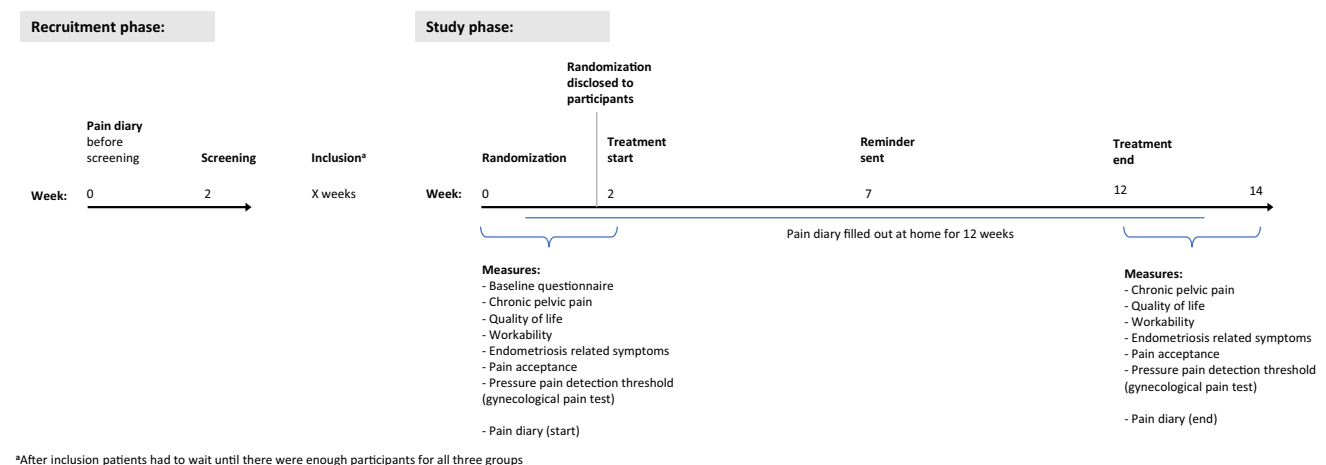 Recruitment phase:
Study phase:
Randomization
disclosed to
participants
Pain diary
before
screening
Screening
Inclusionᵃ
Randomization
Treatment
start
Reminder
sent
Treatment
end
Week:
0
2
X weeks
Week:
0
2
7
12
14
Pain diary filled out at home for 12 weeks
Measures:
- Baseline questionnaire
- Chronic pelvic pain
- Quality of life
- Workability
- Endometriosis related symptoms
- Pain acceptance
- Pressure pain detection threshold
(gynecological pain test)
- Pain diary (start)
Measures:
- Chronic pelvic pain
- Quality of life
- Workability
- Endometriosis related symptoms
- Pain acceptance
- Pressure pain detection threshold
(gynecological pain test)
- Pain diary (end)
ᵃAfter inclusion patients had to wait until there were enough participants for all three groups